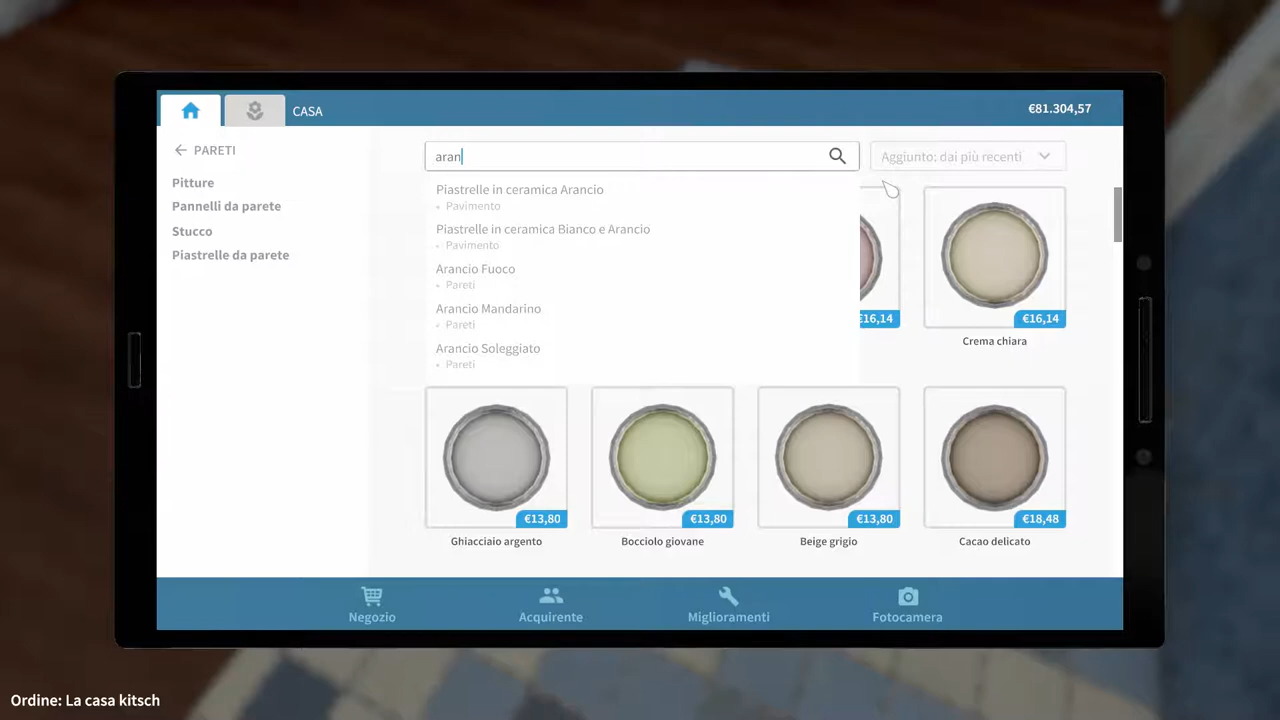 CASA
€81.304,57
PARETI
Pitture
Pannelli da parete
Stucco
Piastrelle da parete
aran
Aggiunto: dai più recenti
Piastrelle in ceramica Arancio
Pavimento
Piastrelle in ceramica Bianco e Arancio
Pavimento
Arancio Fuoco
Pareti
Arancio Mandarino
Pareti
Arancio Soleggiato
Pareti
€16,14
€16,14
Crema chiara
€13,80
€13,80
€13,80
€18,48
Ghiacciaio argento
Bocciolo giovane
Beige grigio
Cacao delicato
Negozio
Acquirente
Miglioramenti
Fotocamera
Ordine: La casa kitsch